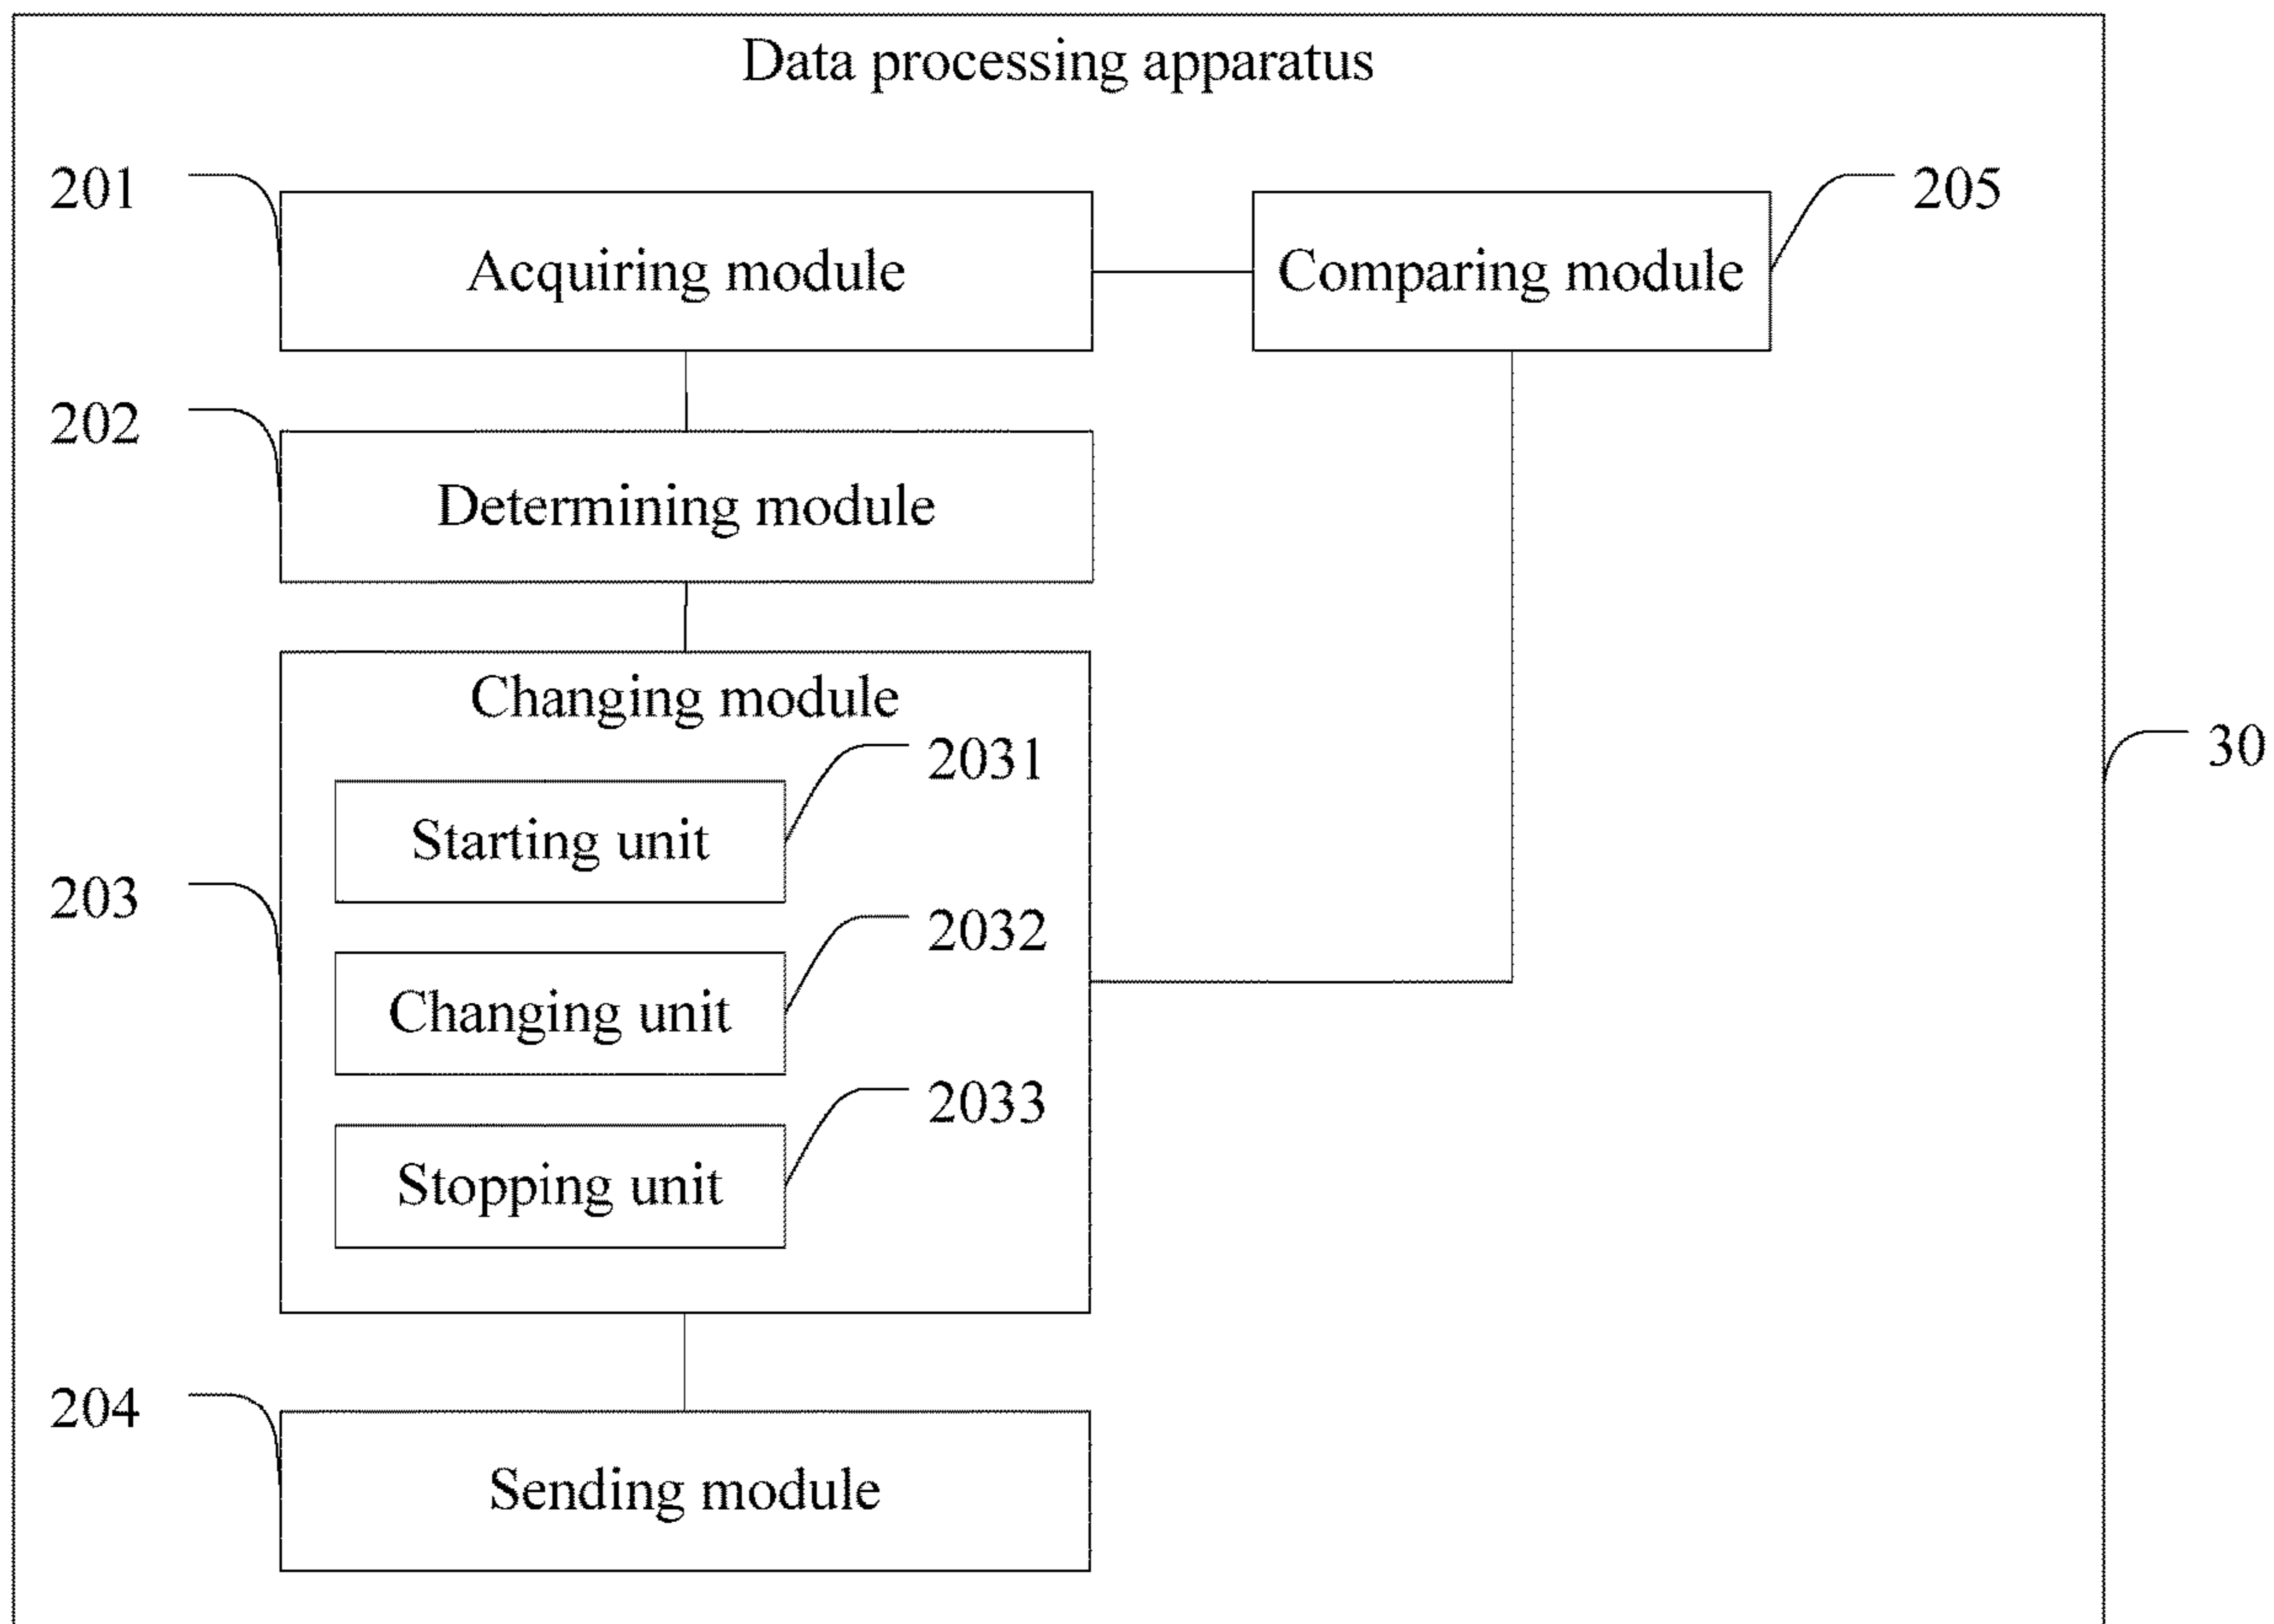 Data processing apparatus
201
205
Acquiring module
Comparing module
202
Determining module
Changing module
2031
30
Starting unit
203
2032
Changing unit
2033
Stopping unit
204
Sending module